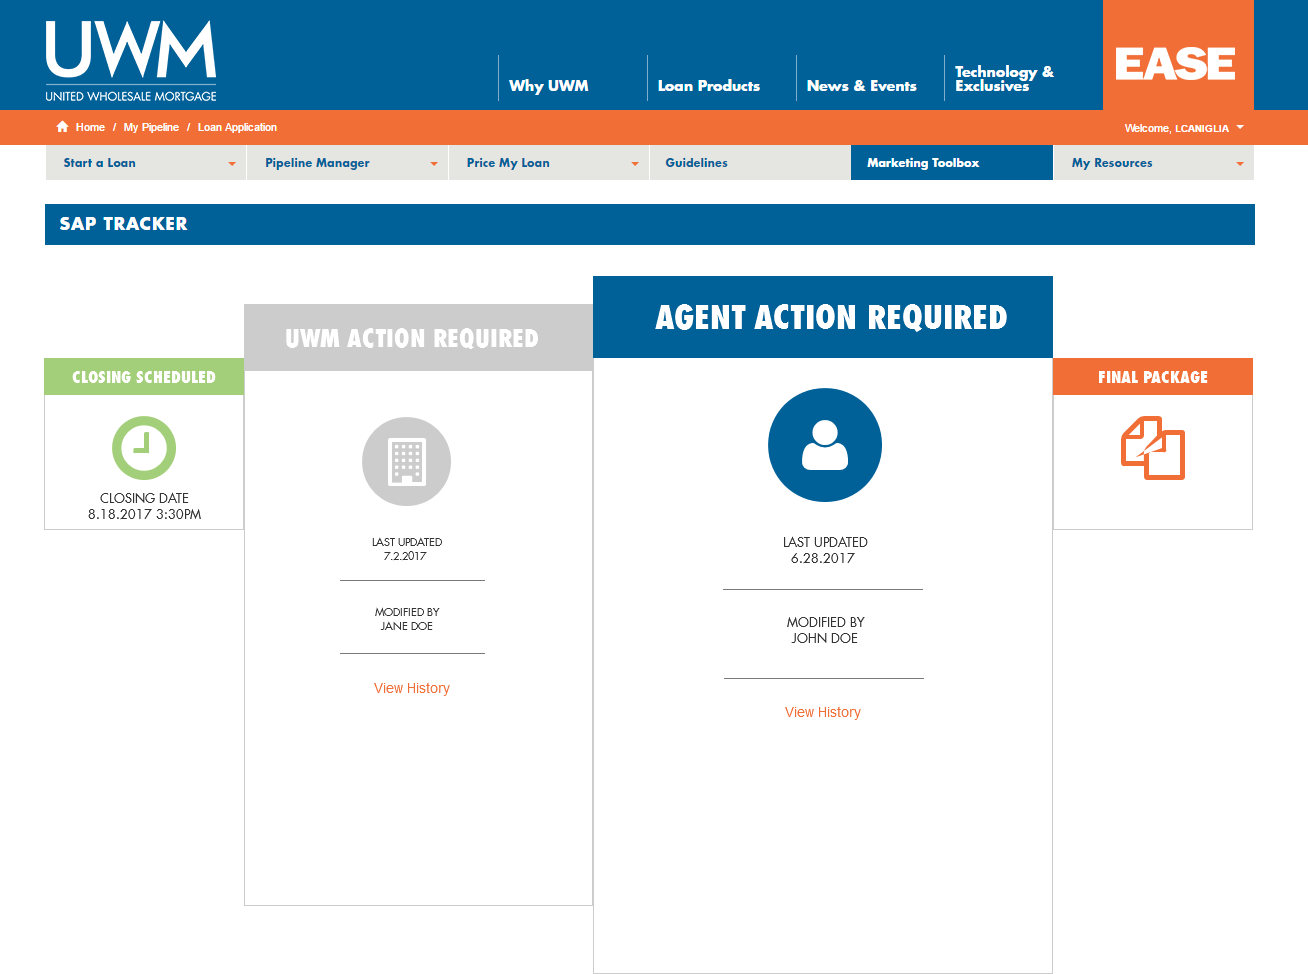 UWM
UNITED WHOLESALE MORTGAGE
Why UWM
Loan Products
News & Events
Technology &
Exclusives
EASE
Home / My Pipeline / Loan Application
Welcome, LCANIGLIA
Start a Loan
Pipeline Manager
Price My Loan
Guidelines
Marketing Toolbox
My Resources
SAP TRACKER
CLOSING SCHEDULED
CLOSING DATE
8.18.2017 3:30PM
UWM ACTION REQUIRED
LAST UPDATED
7.2.2017
MODIFIED BY
JANE DOE
View History
AGENT ACTION REQUIRED
LAST UPDATED
6.28.2017
MODIFIED BY
JOHN DOE
View History
FINAL PACKAGE